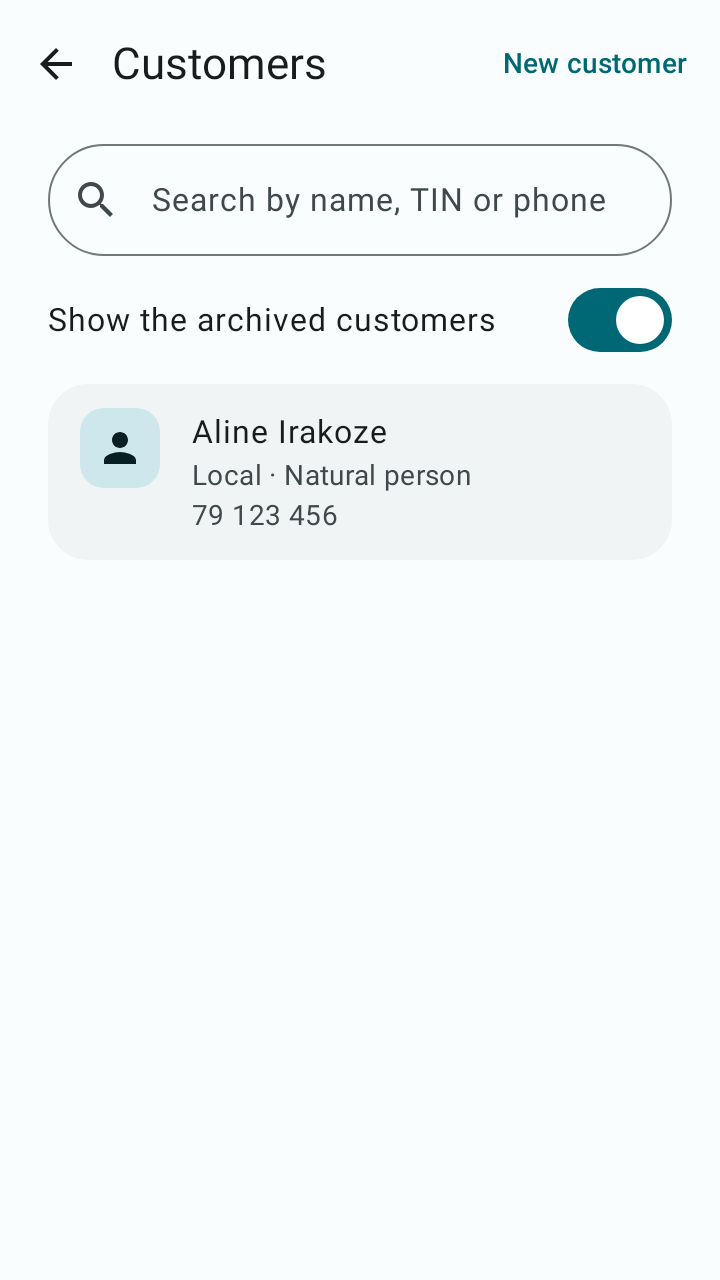 Customers
New customer
Search by name, TIN or phone
Show the archived customers
Aline Irakoze
Local · Natural person
79 123 456